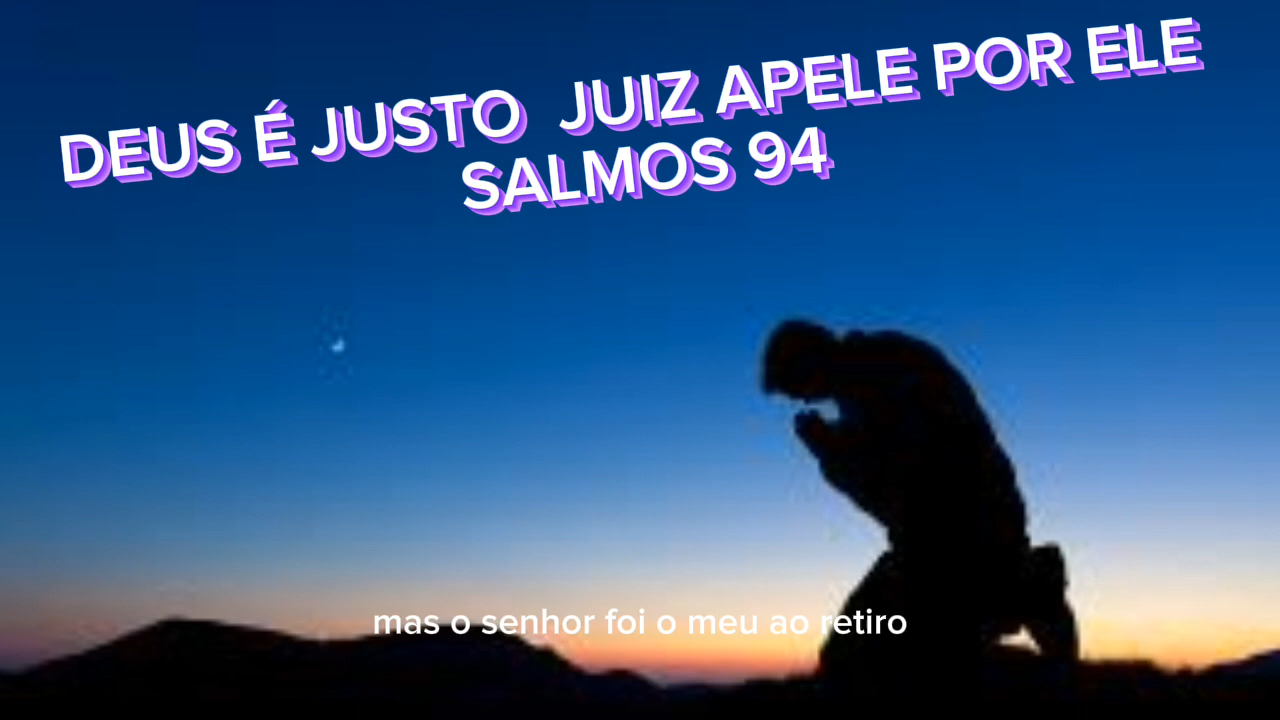 DEUS É JUSTO JUIZ APELE POR ELE
SALMOS 94
mas o senhor foi o meu ao retiro